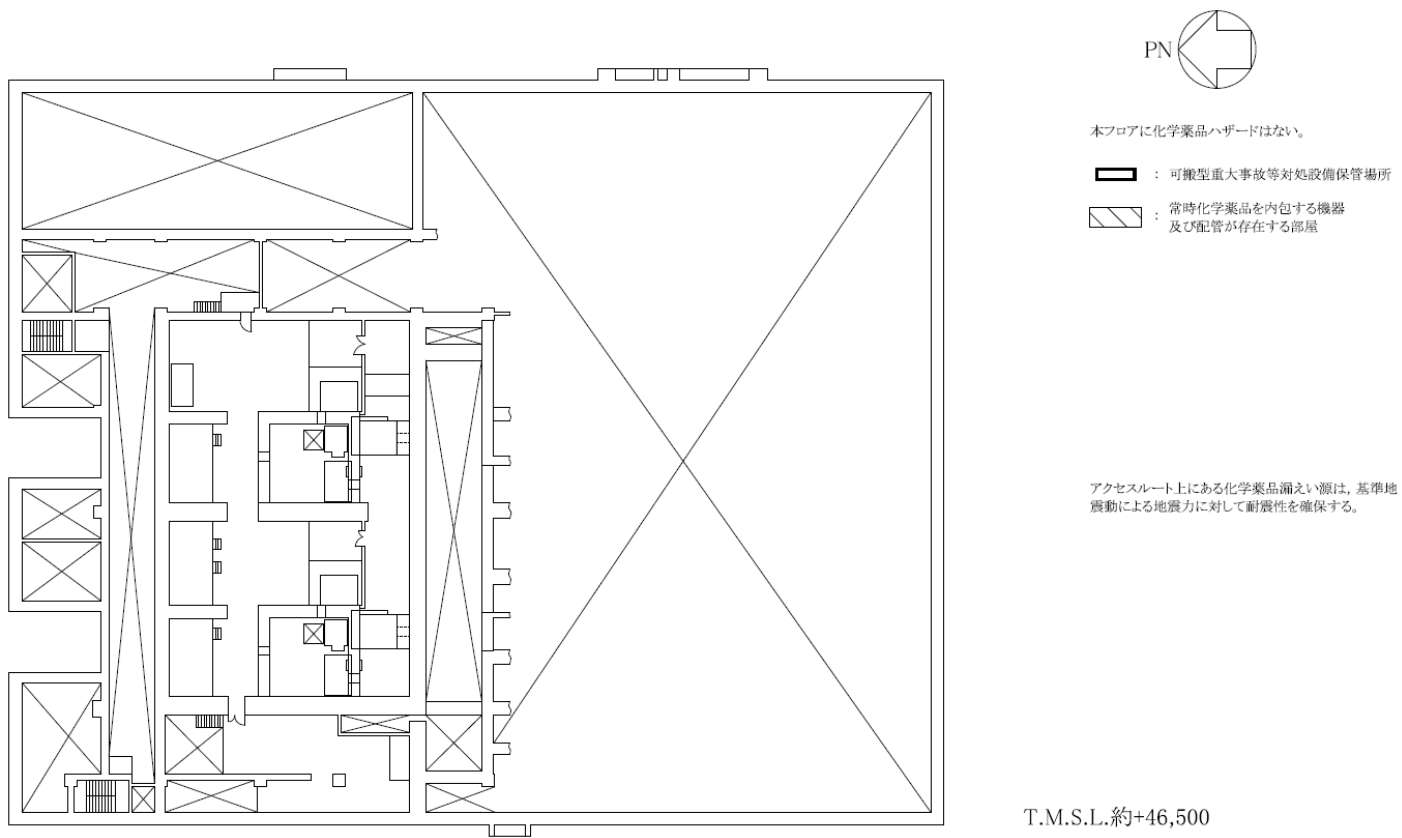 PN
本フロアに化学薬品ハザードはない。
： 可搬型重大事故等対処設備保管場所
： 常時化学薬品を内包する機器
及び配管が存在する部屋
アクセスルート上にある化学薬品漏えい源は，基準地
震動による地震力に対して耐震性を確保する。
T.M.S.L.約+46,500